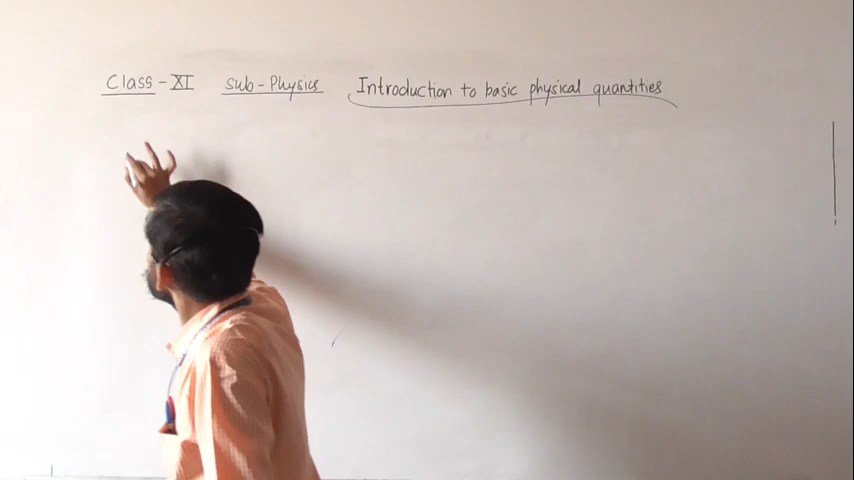 Class - XI Sub - Physics Introduction to basic physical quantities